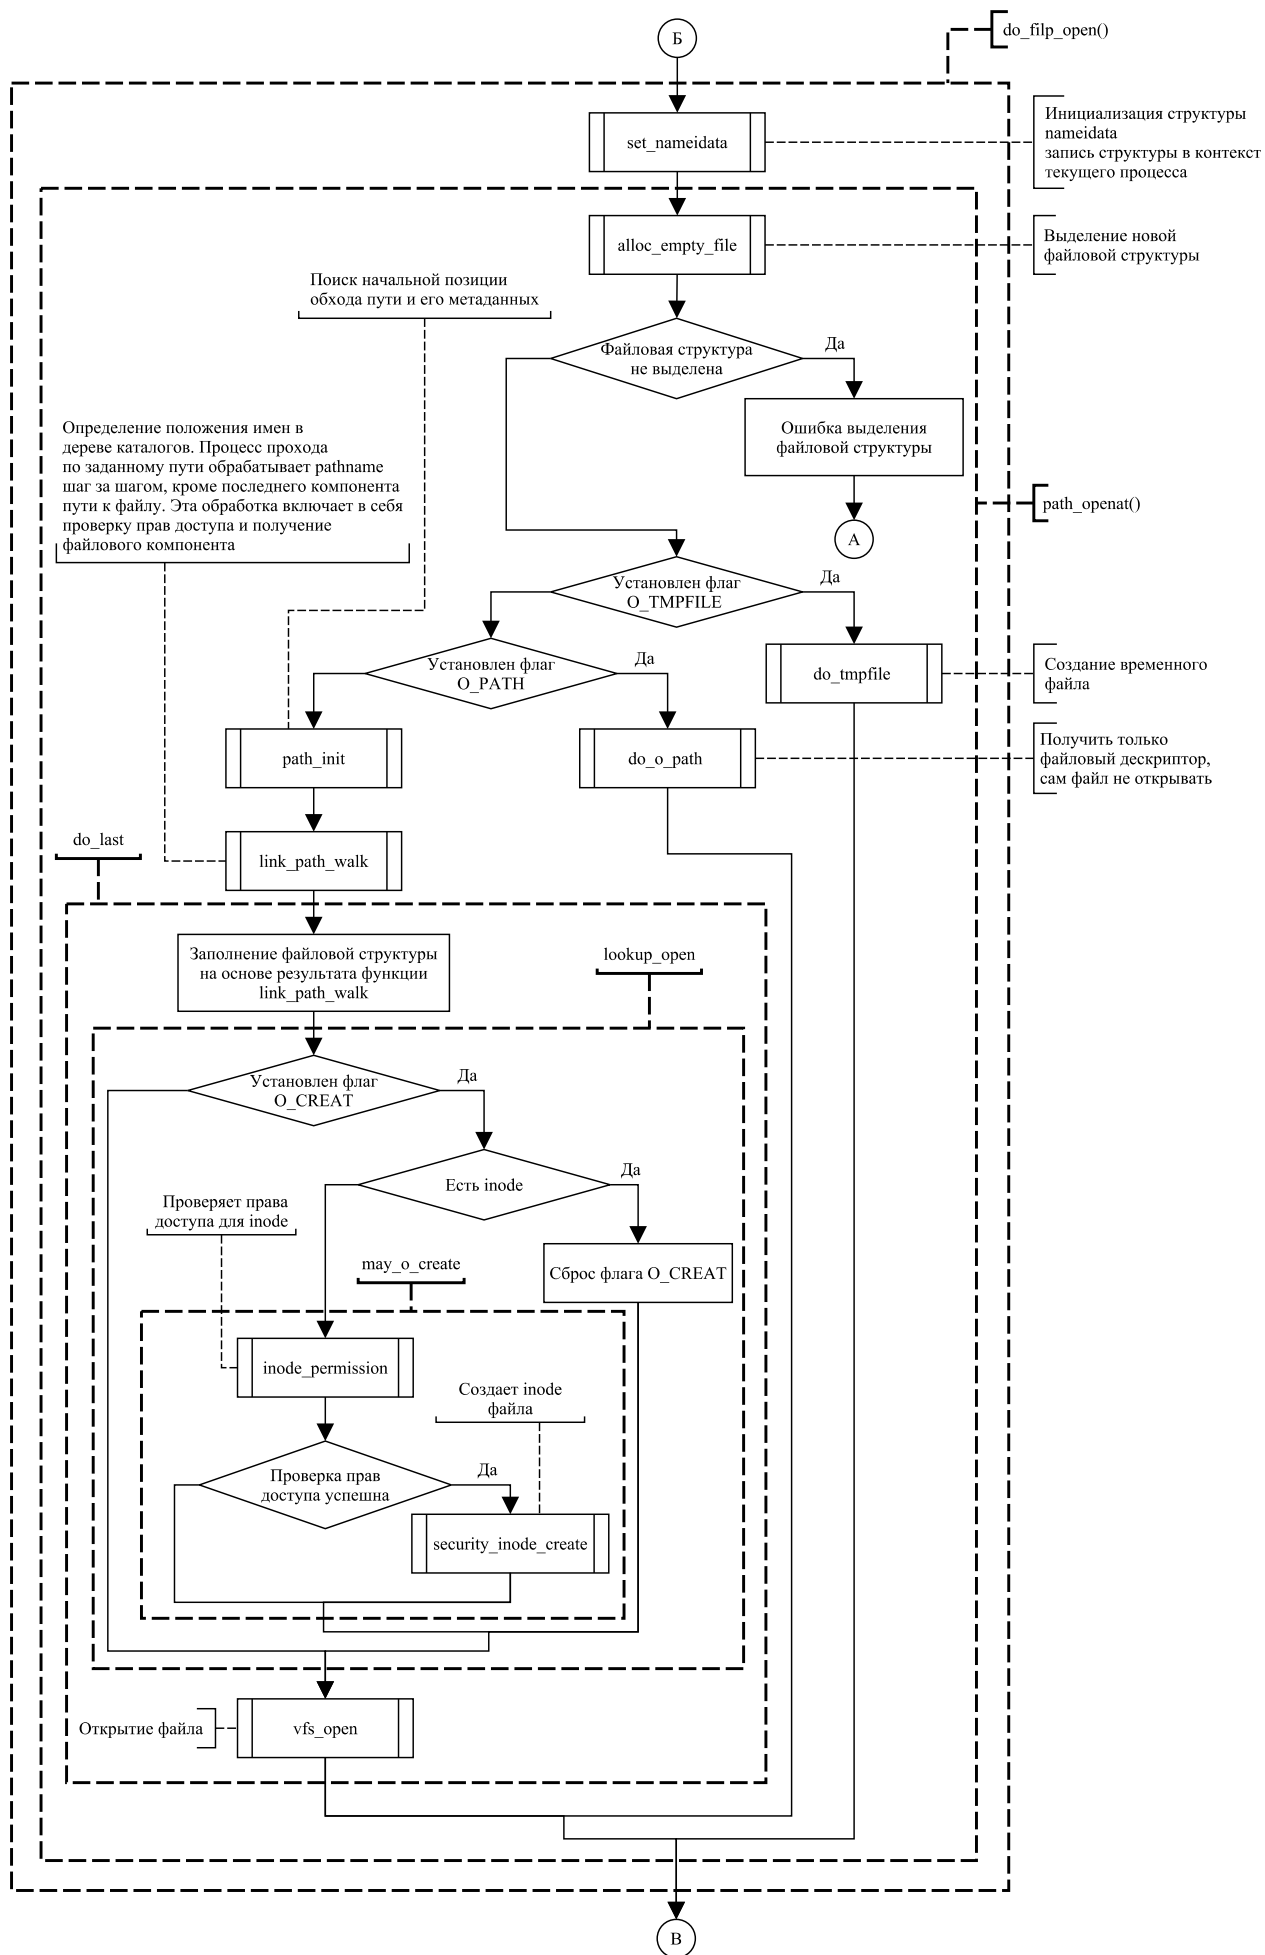 Б
do_filp_open()
set_nameidata
Инициализация структуры
nameidata
запись структуры в контекст
текущего процесса
alloc_empty_file
Выделение новой
файловой структуры
Поиск начальной позиции
обхода пути и его метаданных
Файловая структура
не выделена
Да
Ошибка выделения
файловой структуры
Определение положения имен в
дереве каталогов. Процесс прохода
по заданному пути обрабатывает pathname
шаг за шагом, кроме последнего компонента
пути к файлу. Эта обработка включает в себя
проверку прав доступа и получение
файлового компонента
path_openat()
А
Установлен флаг
O_TMPFILE
Да
Установлен флаг
O_PATH
Да
do_tmpfile
Создание временного
файла
path_init
do_o_path
Получить только
файловый дескриптор,
сам файл не открывать
do_last
link_path_walk
Заполнение файловой структуры
на основе результата функции
link_path_walk
lookup_open
Установлен флаг
O_CREAT
Да
Есть inode
Да
Проверяет права
доступа для inode
may_o_create
Сброс флага O_CREAT
inode_permission
Создает inode
файла
Проверка прав
доступа успешна
Да
security_inode_create
Открытие файла
vfs_open
В